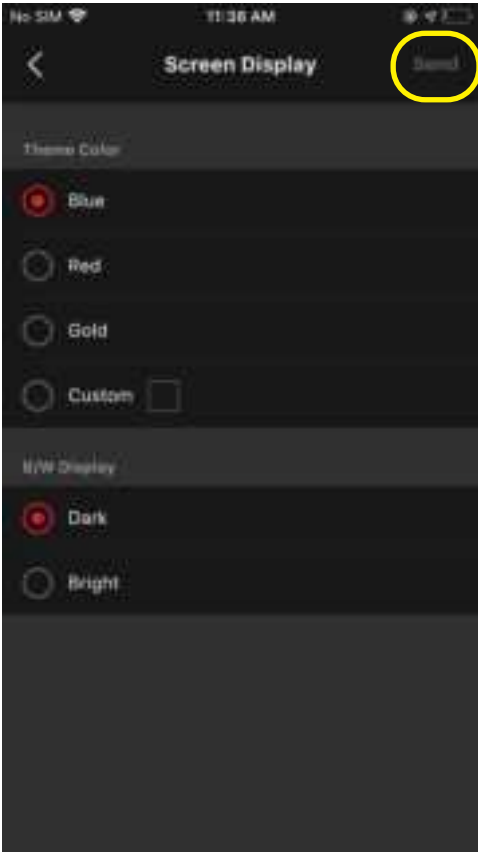 No SIM 11:36 AM
Screen Display Send
Theme Color
Blue
Red
Gold
Custom
B/W Display
Dark
Bright